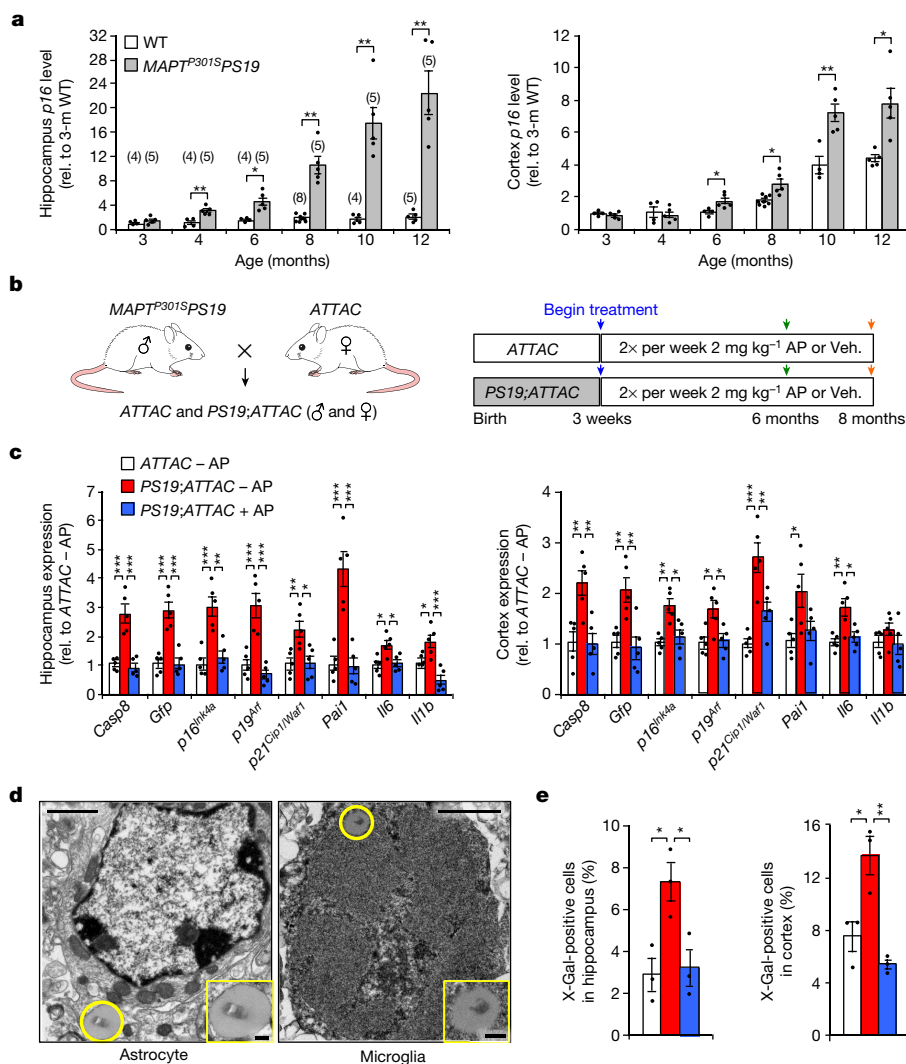 a
Hippocampus p16 level
(rel. to 3-m WT)
32
28
24
20
16
12
8
4
0
WT
MAPT^P301S PS19
(4) (5)
(4) (5)
**
(4) (5)
*
(8)
**
(5)
(4)
**
(5)
(5)
**
(5)
3
4
6
8
10
12
Age (months)
Cortex p16 level
(rel. to 3-m WT)
12
10
8
6
4
2
0
*
*
**
*
3
4
6
8
10
12
Age (months)
b
MAPT^P301S PS19
ATTAC
♂
×
♀
ATTAC and PS19;ATTAC (♂ and ♀)
Begin treatment
ATTAC
2× per week 2 mg kg–1 AP or Veh.
PS19;ATTAC
2× per week 2 mg kg–1 AP or Veh.
Birth
3 weeks
6 months
8 months
c
ATTAC – AP
PS19;ATTAC – AP
PS19;ATTAC + AP
Hippocampus expression
(rel. to ATTAC – AP)
7
5
4
3
2
1
0
*** ***
*** ***
*** **
*** ***
** *
*** ***
* *
* ***
Casp8
Gfp
p16Ink4a
p19Arf
p21Cip1/Waf1
Pai1
Il6
Il1b
Cortex expression
(rel. to ATTAC – AP)
4
3
2
1
0
** **
** **
** *
* *
*** **
*
** *
Casp8
Gfp
p16Ink4a
p19Arf
p21Cip1/Waf1
Pai1
Il6
Il1b
d
Astrocyte
Microglia
e
X-Gal-positive cells
in hippocampus (%)
10
8
6
4
2
0
* *
X-Gal-positive cells
in cortex (%)
16
12
8
4
0
* **